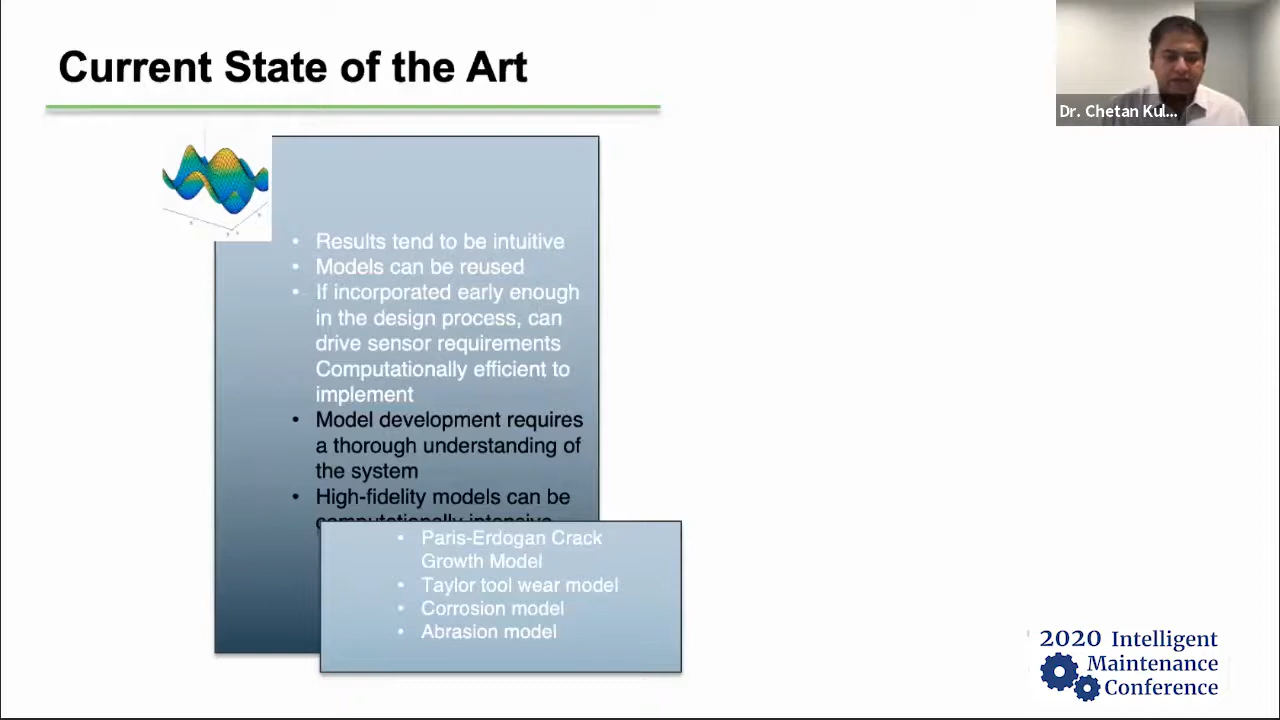 Current State of the Art
Dr. Chetan Kul...
• Results tend to be intuitive
• Models can be reused
• If incorporated early enough
in the design process, can
drive sensor requirements
Computationally efficient to
implement
• Model development requires
a thorough understanding of
the system
• High-fidelity models can be
computationally intensive
• Paris-Erdogan Crack
Growth Model
• Taylor tool wear model
• Corrosion model
• Abrasion model
2020 Intelligent
Maintenance
Conference